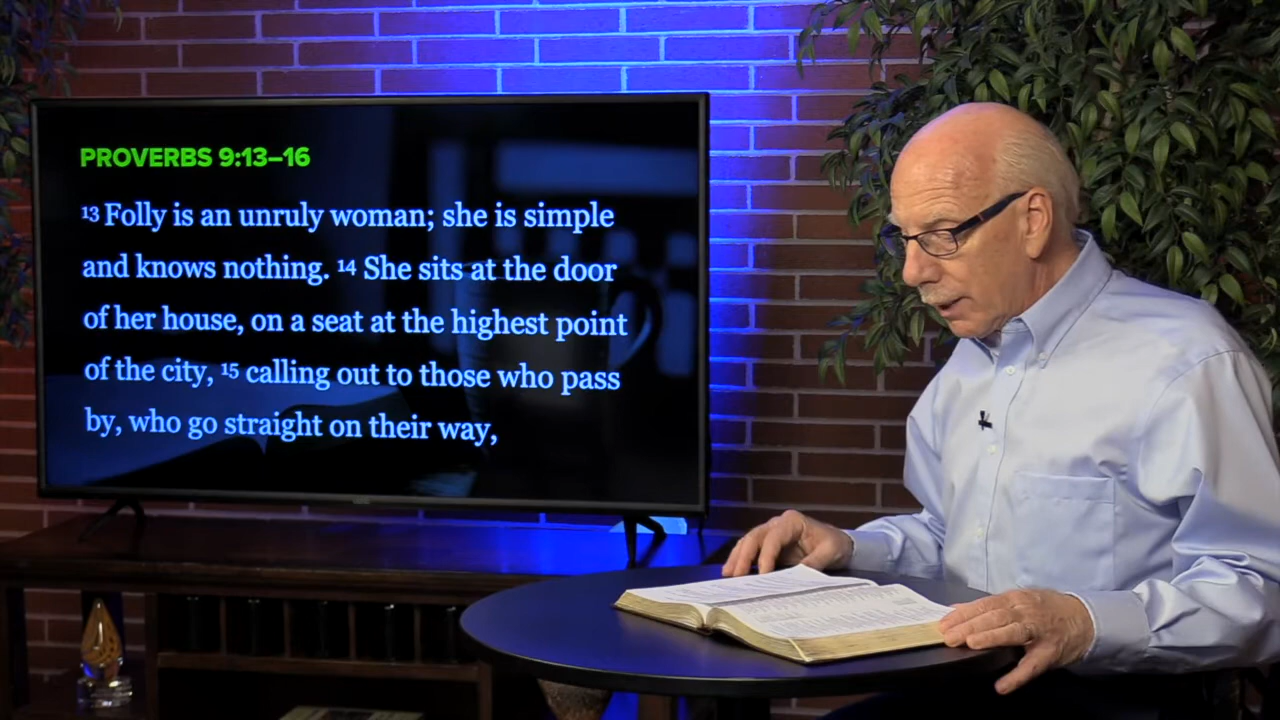 PROVERBS 9:13–16
¹³ Folly is an unruly woman; she is simple
and knows nothing. ¹⁴ She sits at the door
of her house, on a seat at the highest point
of the city, ¹⁵ calling out to those who pass
by, who go straight on their way,